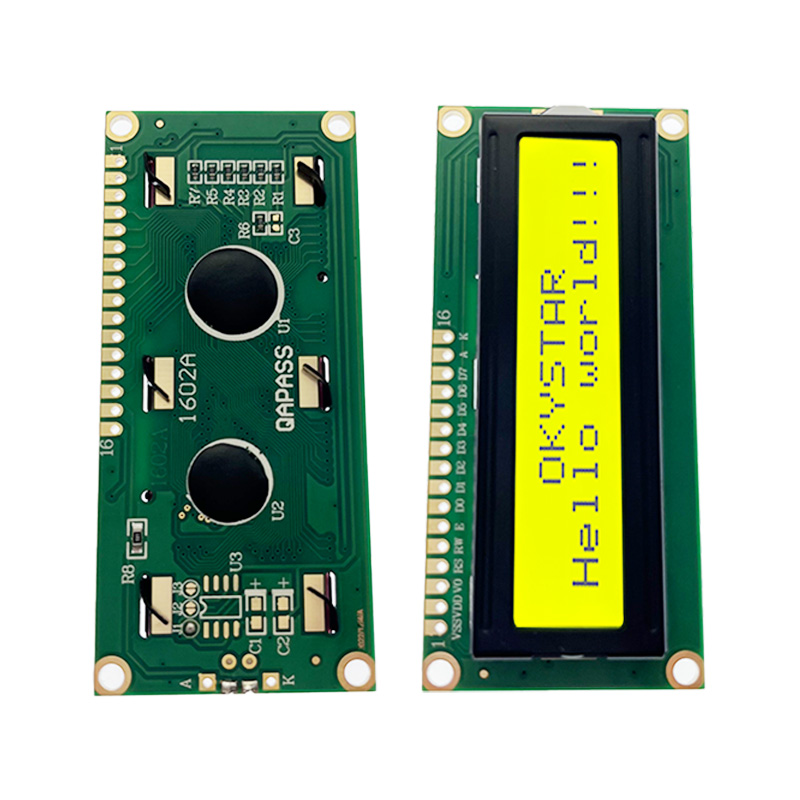 1
R7
R5
R4
R3
R2
R1
R6
C3
U1
1602A
QAPASS
16
1602A
U2
R8
U3
J3
J2
J1
+
+
C1
C2
A
K
OKYSTAR
Hello world!!!
16
K
A
D7
D6
D5
D4
D3
D2
D1
D0
E
RW
RS
VO
VDD
VSS
1